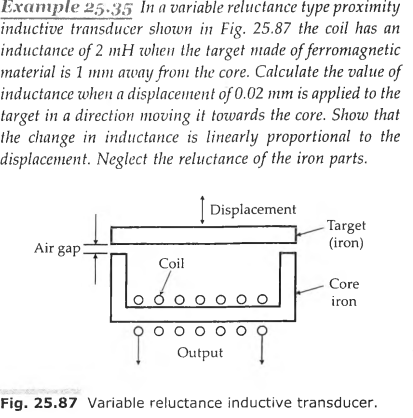 Example 25.35 In a variable reluctance type proximity
inductive transducer shown in Fig. 25.87 the coil has an
inductance of 2 mH when the target made of ferromagnetic
material is 1 mm away from the core. Calculate the value of
inductance when a displacement of 0.02 mm is applied to the
target in a direction moving it towards the core. Show that
the change in inductance is linearly proportional to the
displacement. Neglect the reluctance of the iron parts.
Displacement
Target
(iron)
Air gap
Coil
Core
iron
Output
Fig. 25.87 Variable reluctance inductive transducer.